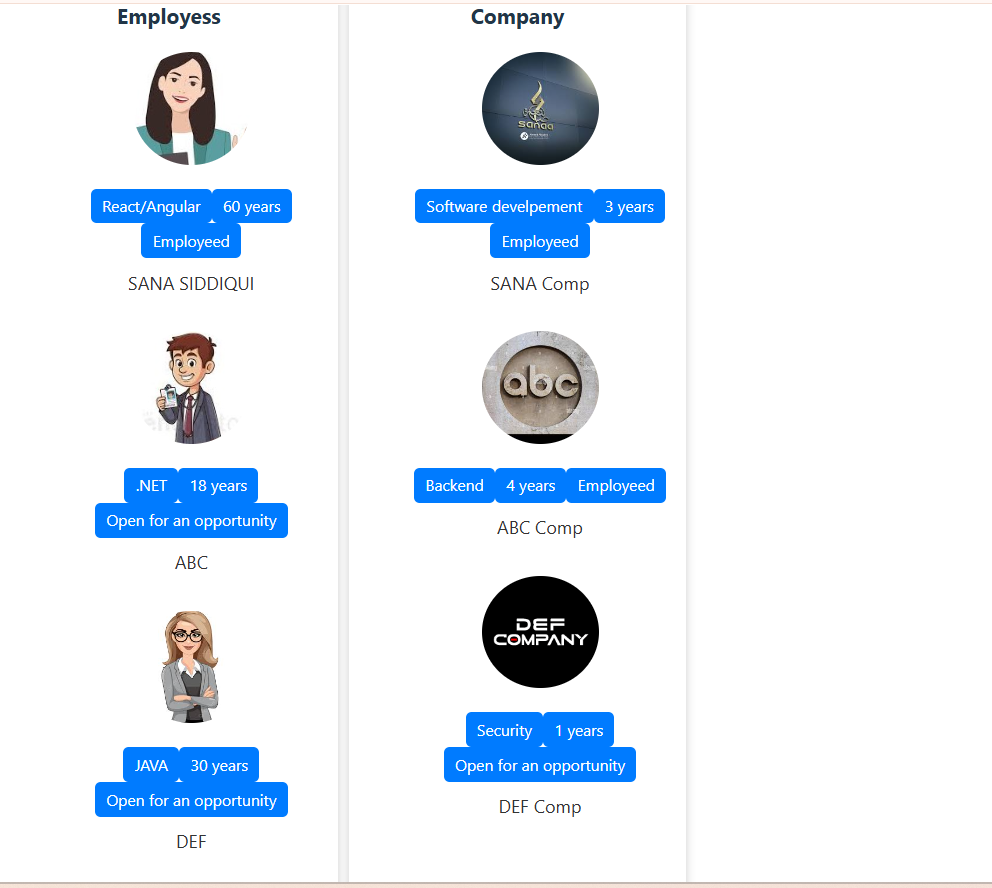 Employess
React/Angular 60 years
Employeed
SANA SIDDIQUI
.NET 18 years
Open for an opportunity
ABC
JAVA 30 years
Open for an opportunity
DEF
Company
sanaa
Software develpement 3 years
Employeed
SANA Comp
abc
Backend 4 years Employeed
ABC Comp
DEF
COMPANY
Security 1 years
Open for an opportunity
DEF Comp